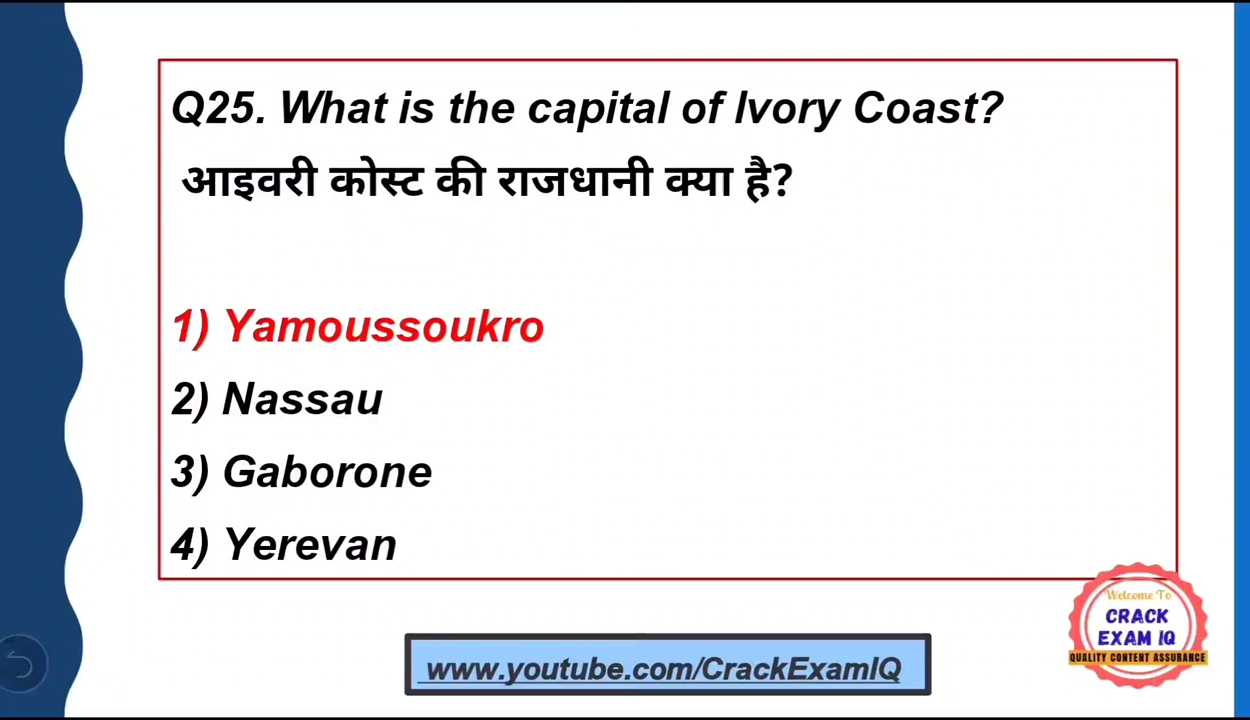 Q25. What is the capital of Ivory Coast?
आइवरी कोस्ट की राजधानी क्या है?
1) Yamoussoukro
2) Nassau
3) Gaborone
4) Yerevan
Welcome To
CRACK
EXAM IQ
QUALITY CONTENT ASSURANCE
www.youtube.com/CrackExamIQ